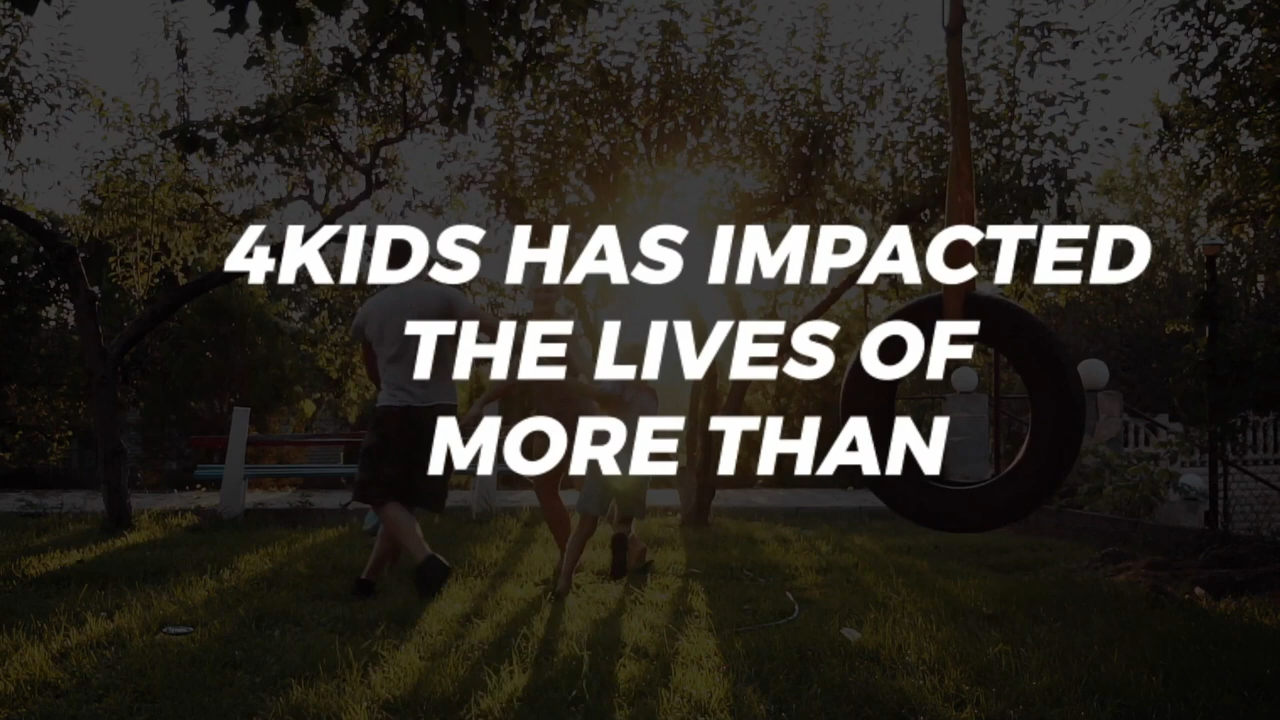 4KIDS HAS IMPACTED
THE LIVES OF
MORE THAN